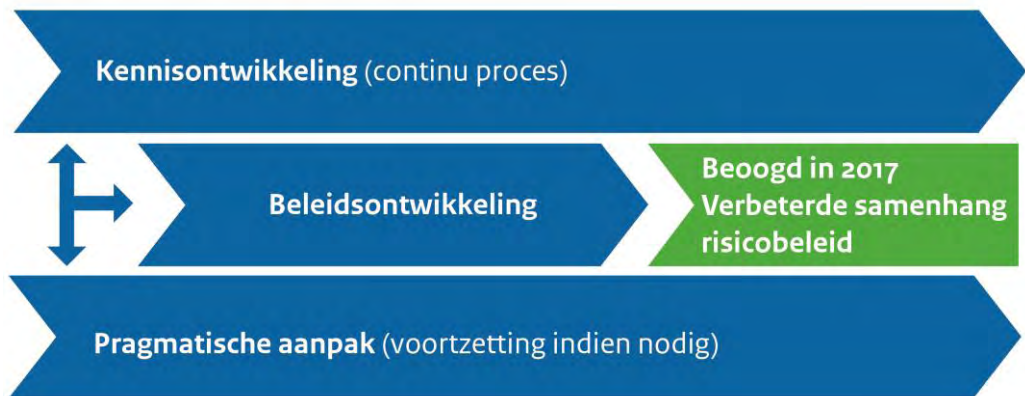 Kennisontwikkeling (continu proces)
Beleidsontwikkeling
Beoogd in 2017
Verbeterde samenhang
risicobeleid
Pragmatische aanpak (voortzetting indien nodig)